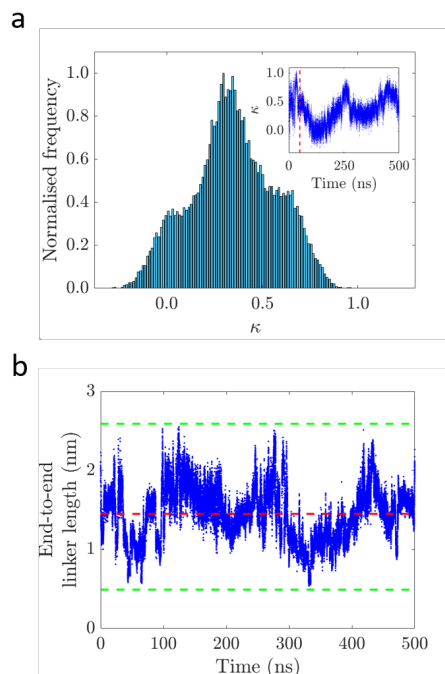 a
Normalised frequency
1.0
0.8
0.6
0.4
0.2
0.0
0.0
0.5
1.0
κ
κ
1.0
0.5
0.0
0
250
500
Time (ns)
b
End-to-end
linker length (nm)
3
2
1
0
0
100
200
300
400
500
Time (ns)